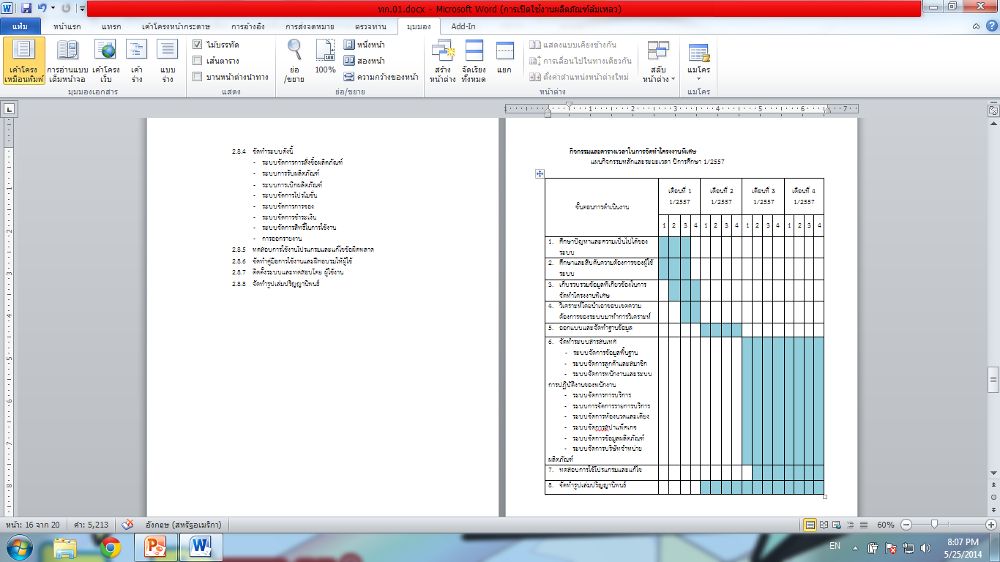 ทก.01.docx - Microsoft Word (การเปิดใช้งานผลิตภัณฑ์ล้มเหลว)
แฟ้ม หน้าแรก แทรก เค้าโครงหน้ากระดาษ การอ้างอิง การส่งจดหมาย ตรวจทาน มุมมอง Add-In
เค้าโครง
เหมือนพิมพ์
การอ่านแบบ
เต็มหน้าจอ
เค้าโครง
เว็บ
เค้า
ร่าง
แบบ
ร่าง
มุมมองเอกสาร
ไม้บรรทัด
เส้นตาราง
บานหน้าต่างนำทาง
แสดง
ย่อ
/ขยาย
100%
หนึ่งหน้า
สองหน้า
ความกว้างของหน้า
ย่อ/ขยาย
สร้าง
หน้าต่าง
จัดเรียง
ทั้งหมด
แยก
แสดงแบบเคียงข้างกัน
การเลื่อนไปในทางเดียวกัน
ตั้งค่าตำแหน่งหน้าต่างใหม่
สลับ
หน้าต่าง
หน้าต่าง
แมโคร
แมโคร
2.8.4 จัดทำระบบดังนี้
- ระบบจัดการการสั่งซื้อผลิตภัณฑ์
- ระบบการรับผลิตภัณฑ์
- ระบบการเบิกผลิตภัณฑ์
- ระบบจัดการโปรโมชั่น
- ระบบจัดการการจอง
- ระบบจัดการชำระเงิน
- ระบบจัดการสิทธิ์ในการใช้งาน
- การออกรายงาน
2.8.5 ทดสอบการใช้งานโปรแกรมและแก้ไขข้อผิดพลาด
2.8.6 จัดทำคู่มือการใช้งานและฝึกอบรมให้ผู้ใช้
2.8.7 ติดตั้งระบบและทดสอบโดย ผู้ใช้งาน
2.8.8 จัดทำรูปเล่มปริญญานิพนธ์
กิจกรรมและตารางเวลาในการจัดทำโครงงานพิเศษ
แผนกิจกรรมหลักและระยะเวลา ปีการศึกษา 1/2557
ขั้นตอนการดำเนินงาน
เดือนที่ 1 เดือนที่ 2 เดือนที่ 3 เดือนที่ 4
1/2557 1/2557 1/2557 1/2557
1 2 3 4 1 2 3 4 1 2 3 4 1 2 3 4
1. ศึกษาปัญหาและความเป็นไปได้ของ
ระบบ
2. ศึกษาและสืบค้นความต้องการของผู้ใช้
ระบบ
3. เก็บรวบรวมข้อมูลที่เกี่ยวข้องในการ
จัดทำโครงงานพิเศษ
4. วิเคราะห์โดยนำเอาขอบเขตความ
ต้องการของระบบมาทำการวิเคราะห์
5. ออกแบบและจัดทำฐานข้อมูล
6. จัดทำระบบสารสนเทศ
- ระบบจัดการข้อมูลพื้นฐาน
- ระบบจัดการลูกค้าและสมาชิก
- ระบบจัดการพนักงานและระบบ
การปฏิบัติงานของพนักงาน
- ระบบจัดการการบริการ
- ระบบการจัดการรายการบริการ
- ระบบจัดการห้องนวดและเตียง
- ระบบจัดการสปาแพ็คเกจ
- ระบบจัดการข้อมูลผลิตภัณฑ์
- ระบบจัดการบริษัทจำหน่าย
ผลิตภัณฑ์
7. ทดสอบการใช้โปรแกรมและแก้ไข
8. จัดทำรูปเล่มปริญญานิพนธ์
หน้า: 16 จาก 20 คำ: 5,213 อังกฤษ (สหรัฐอเมริกา) 60%
EN 8:07 PM
5/25/2014